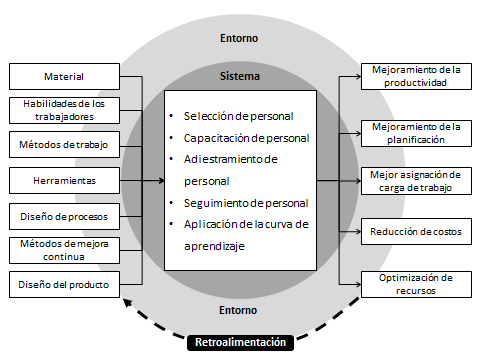 Entorno
Sistema
Material
Habilidades de los
trabajadores
Métodos de trabajo
Herramientas
Diseño de procesos
Métodos de mejora
continua
Diseño del producto
• Selección de personal
• Capacitación de personal
• Adiestramiento de
personal
• Seguimiento de personal
• Aplicación de la curva de
aprendizaje
Mejoramiento de la
productividad
Mejoramiento de la
planificación
Mejor asignación de
carga de trabajo
Reducción de costos
Optimización de
recursos
Entorno
Retroalimentación